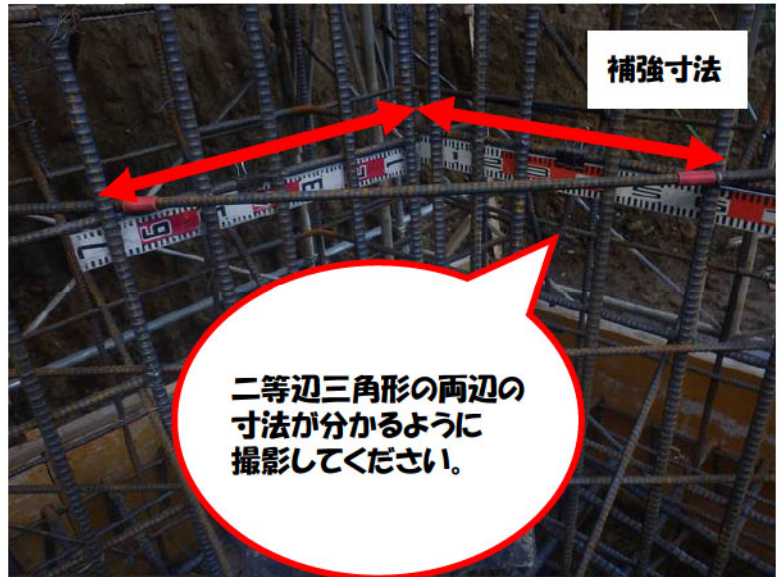 補強寸法
二等辺三角形の両辺の
寸法が分かるように
撮影してください。